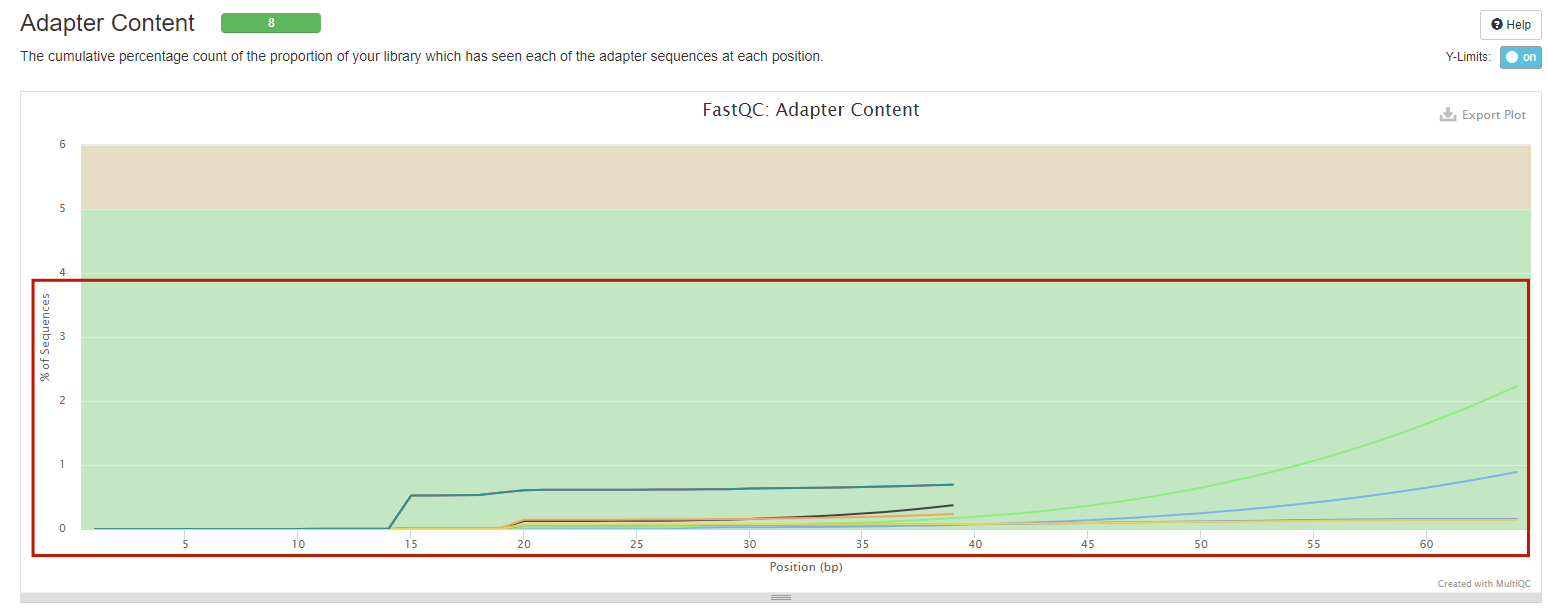 Adapter Content 8
Help
The cumulative percentage count of the proportion of your library which has seen each of the adapter sequences at each position.
Y-Limits: on
FastQC: Adapter Content
Export Plot
6
5
4
3
2
1
0
% of Sequences
5 10 15 20 25 30 35 40 45 50 55 60
Position (bp)
Created with MultiQC